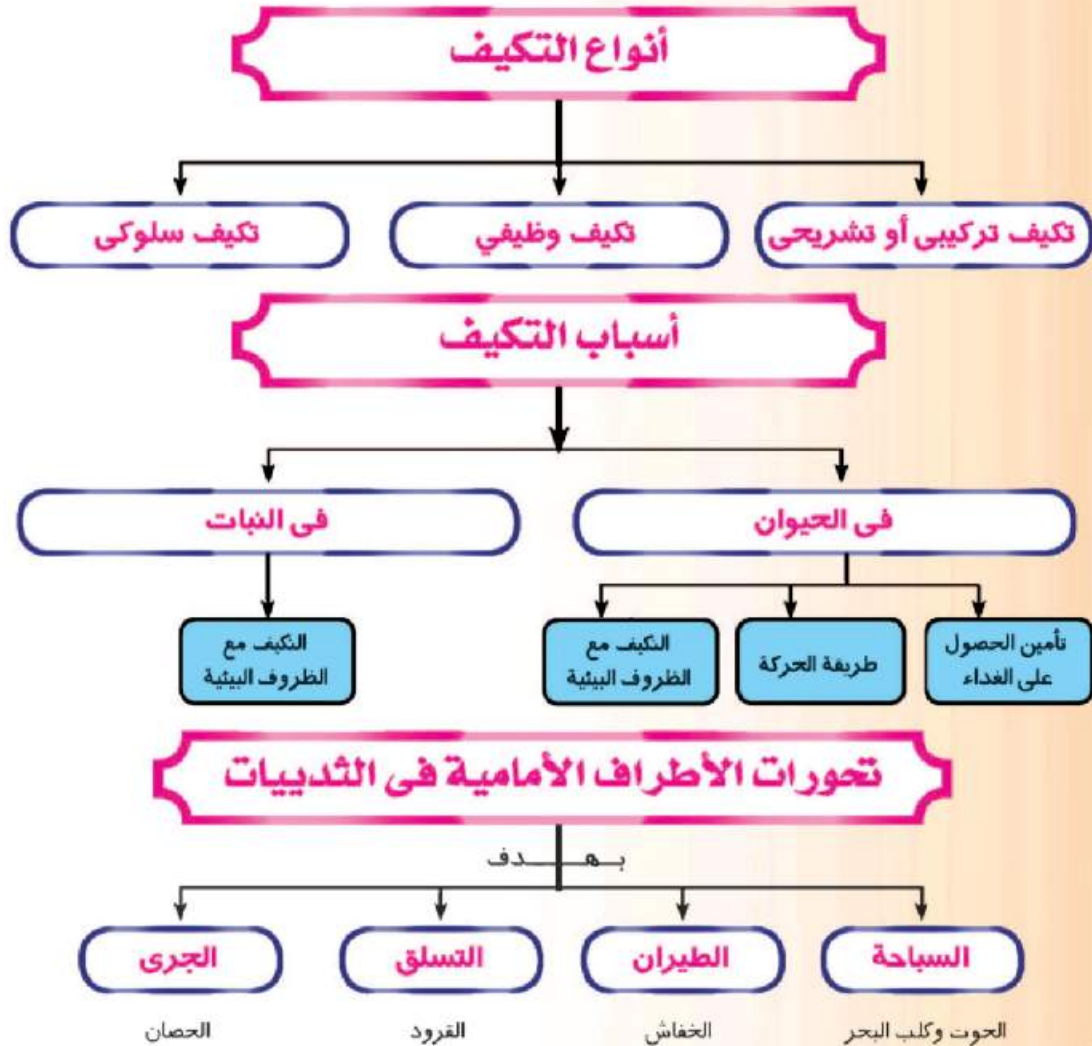 أنواع التكيف
تكيف تركيبى أو تشريحى
تكيف وظيفي
تكيف سلوكى
أسباب التكيف
فى الحيوان
فى النبات
تأمين الحصول
على الغداء
طريقة الحركة
التكيف مع
الظروف البيئية
التكيف مع
الظروف البيئية
تحورات الأطراف الأمامية فى الثدييات
بهدف
السباحة
الطيران
التسلق
الجرى
الحوت وكلب البحر
الخفاش
القرود
الحصان